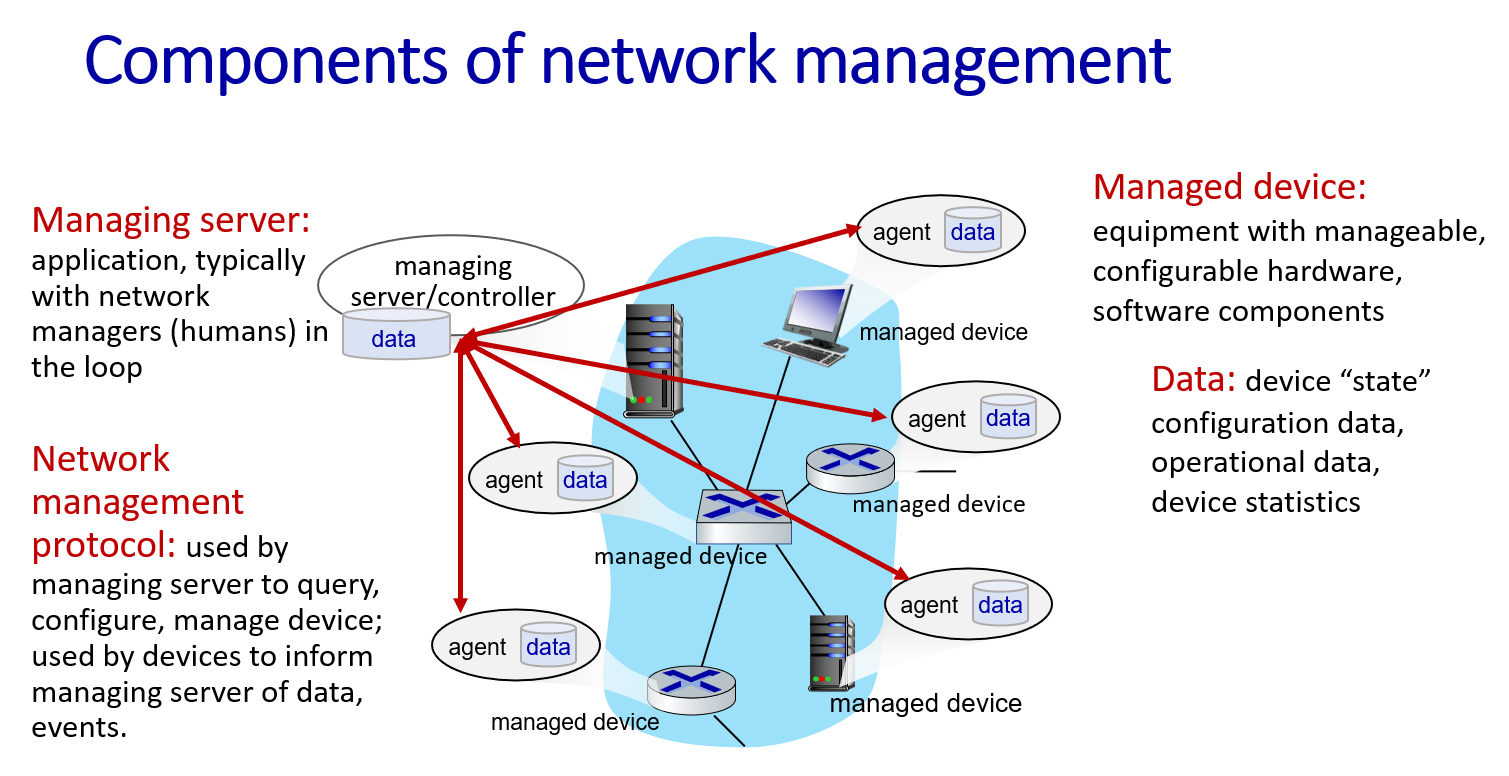 Components of network management
Managing server:
application, typically
with network
managers (humans) in
the loop
Network
management
protocol: used by
managing server to query,
configure, manage device;
used by devices to inform
managing server of data,
events.
managing
server/controller
data
agent data
managed device
agent data
managed device
agent data
managed device
agent data
managed device
agent data
managed device
Managed device:
equipment with manageable,
configurable hardware,
software components
Data: device “state”
configuration data,
operational data,
device statistics